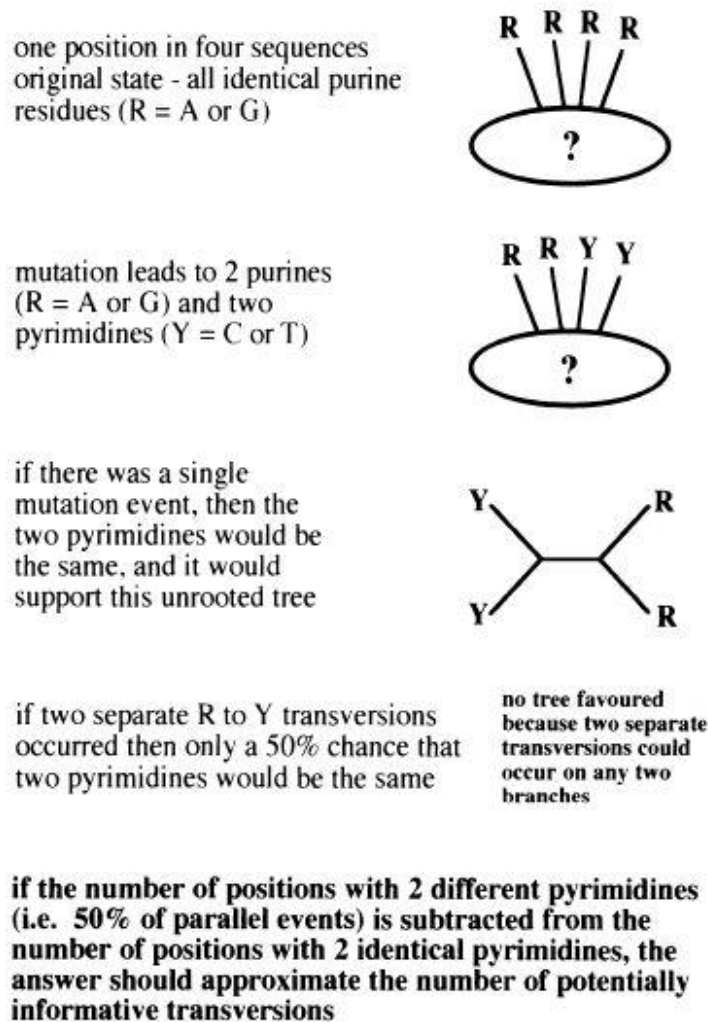 one position in four sequences
original state - all identical purine
residues (R = A or G)
R R R R
?
mutation leads to 2 purines
(R = A or G) and two
pyrimidines (Y = C or T)
R R Y Y
?
if there was a single
mutation event, then the
two pyrimidines would be
the same, and it would
support this unrooted tree
Y R
Y R
if two separate R to Y transversions
occurred then only a 50% chance that
two pyrimidines would be the same
no tree favoured
because two separate
transversions could
occur on any two
branches
if the number of positions with 2 different pyrimidines
(i.e. 50% of parallel events) is subtracted from the
number of positions with 2 identical pyrimidines, the
answer should approximate the number of potentially
informative transversions